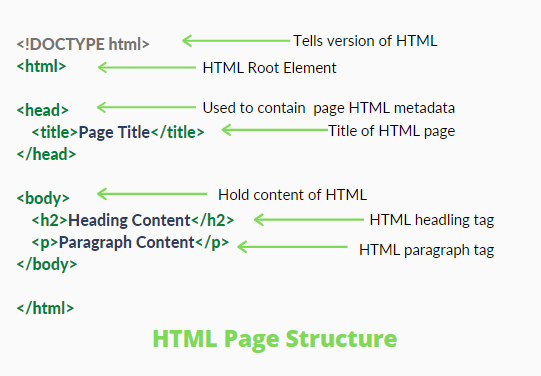 <!DOCTYPE html> Tells version of HTML
<html> HTML Root Element
<head> Used to contain page HTML metadata
<title>Page Title</title> Title of HTML page
</head>
<body> Hold content of HTML
<h2>Heading Content</h2> HTML headling tag
<p>Paragraph Content</p> HTML paragraph tag
</body>
</html>
HTML Page Structure